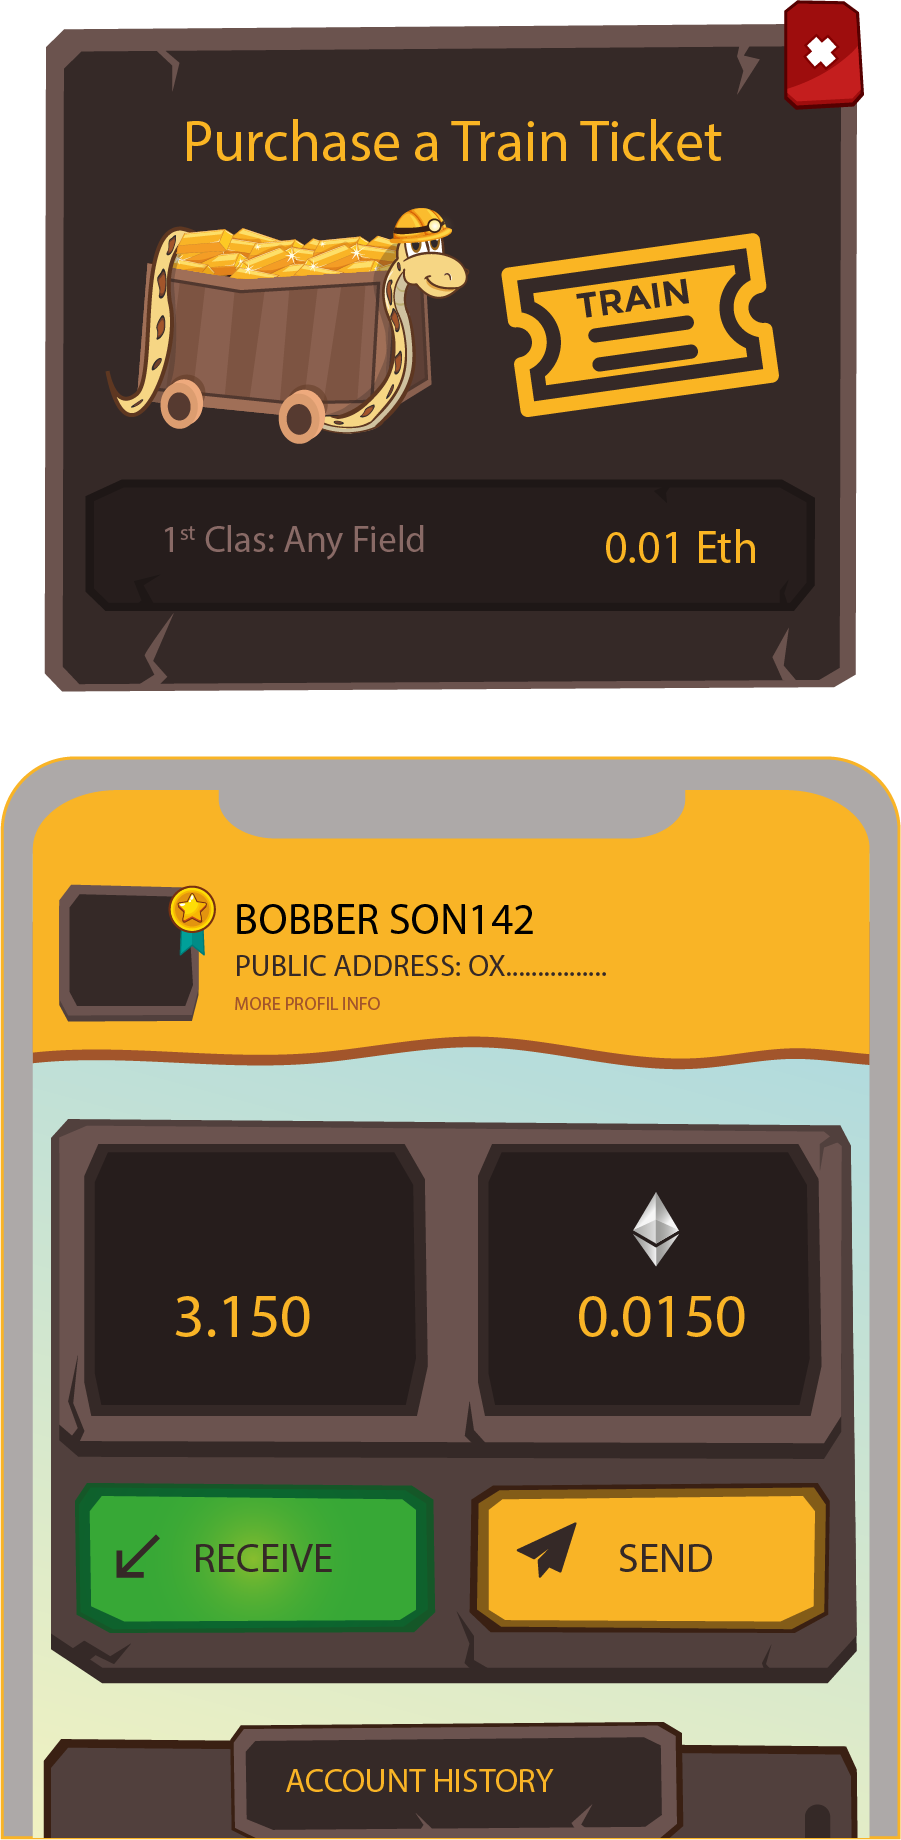 Purchase a Train Ticket
TRAIN
1st Clas: Any Field
0.01 Eth
BOBBER SON142
PUBLIC ADDRESS: OX................
MORE PROFIL INFO
3.150
0.0150
RECEIVE
SEND
ACCOUNT HISTORY